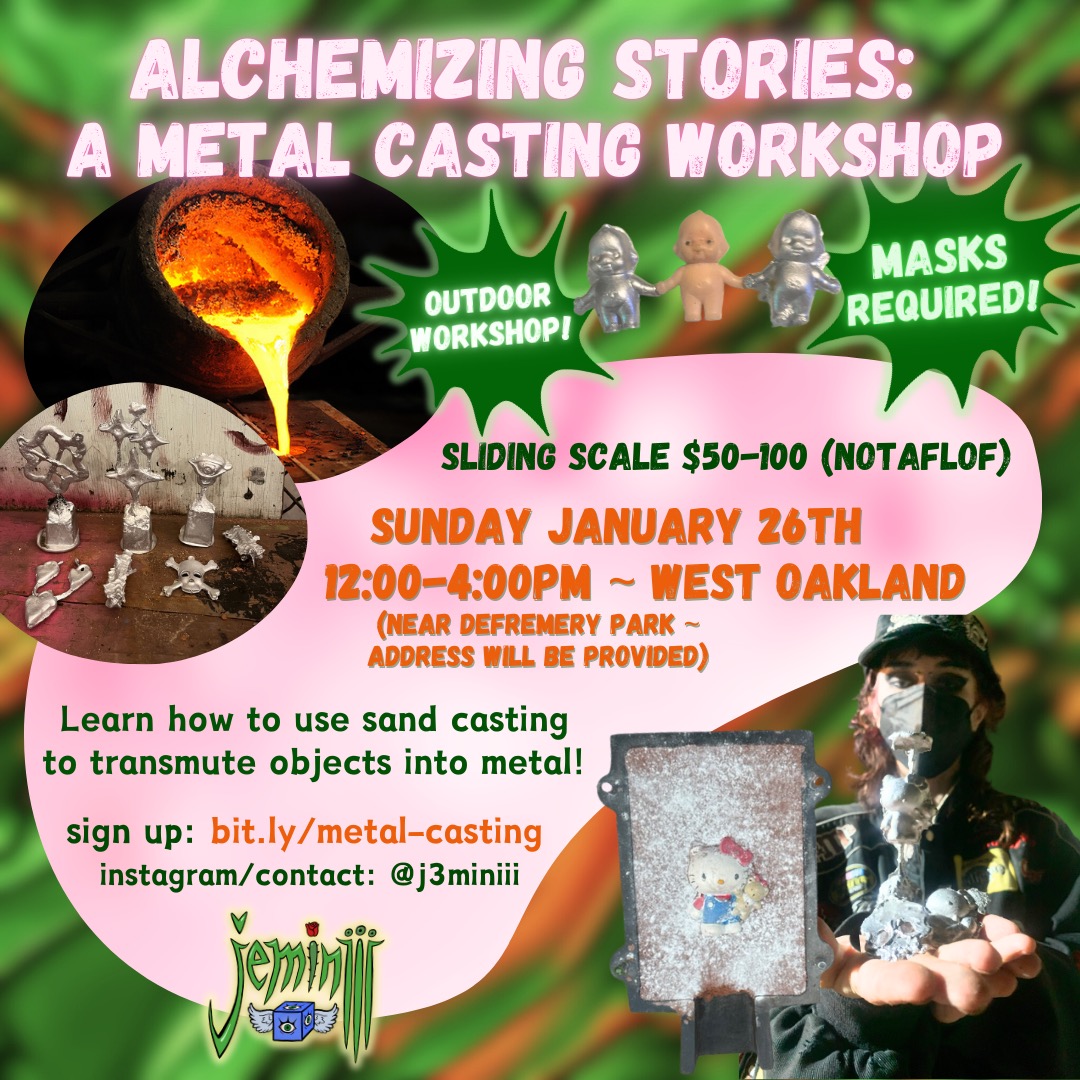 ALCHEMIZING STORIES:
A METAL CASTING WORKSHOP
OUTDOOR
WORKSHOP!
MASKS
REQUIRED!
SLIDING SCALE $50-100 (NOTAFLOF)
SUNDAY JANUARY 26TH
12:00-4:00PM ~ WEST OAKLAND
(NEAR DEFREMERY PARK ~
ADDRESS WILL BE PROVIDED)
Learn how to use sand casting
to transmute objects into metal!
sign up: bit.ly/metal-casting
instagram/contact: @j3miniii
jeminiii